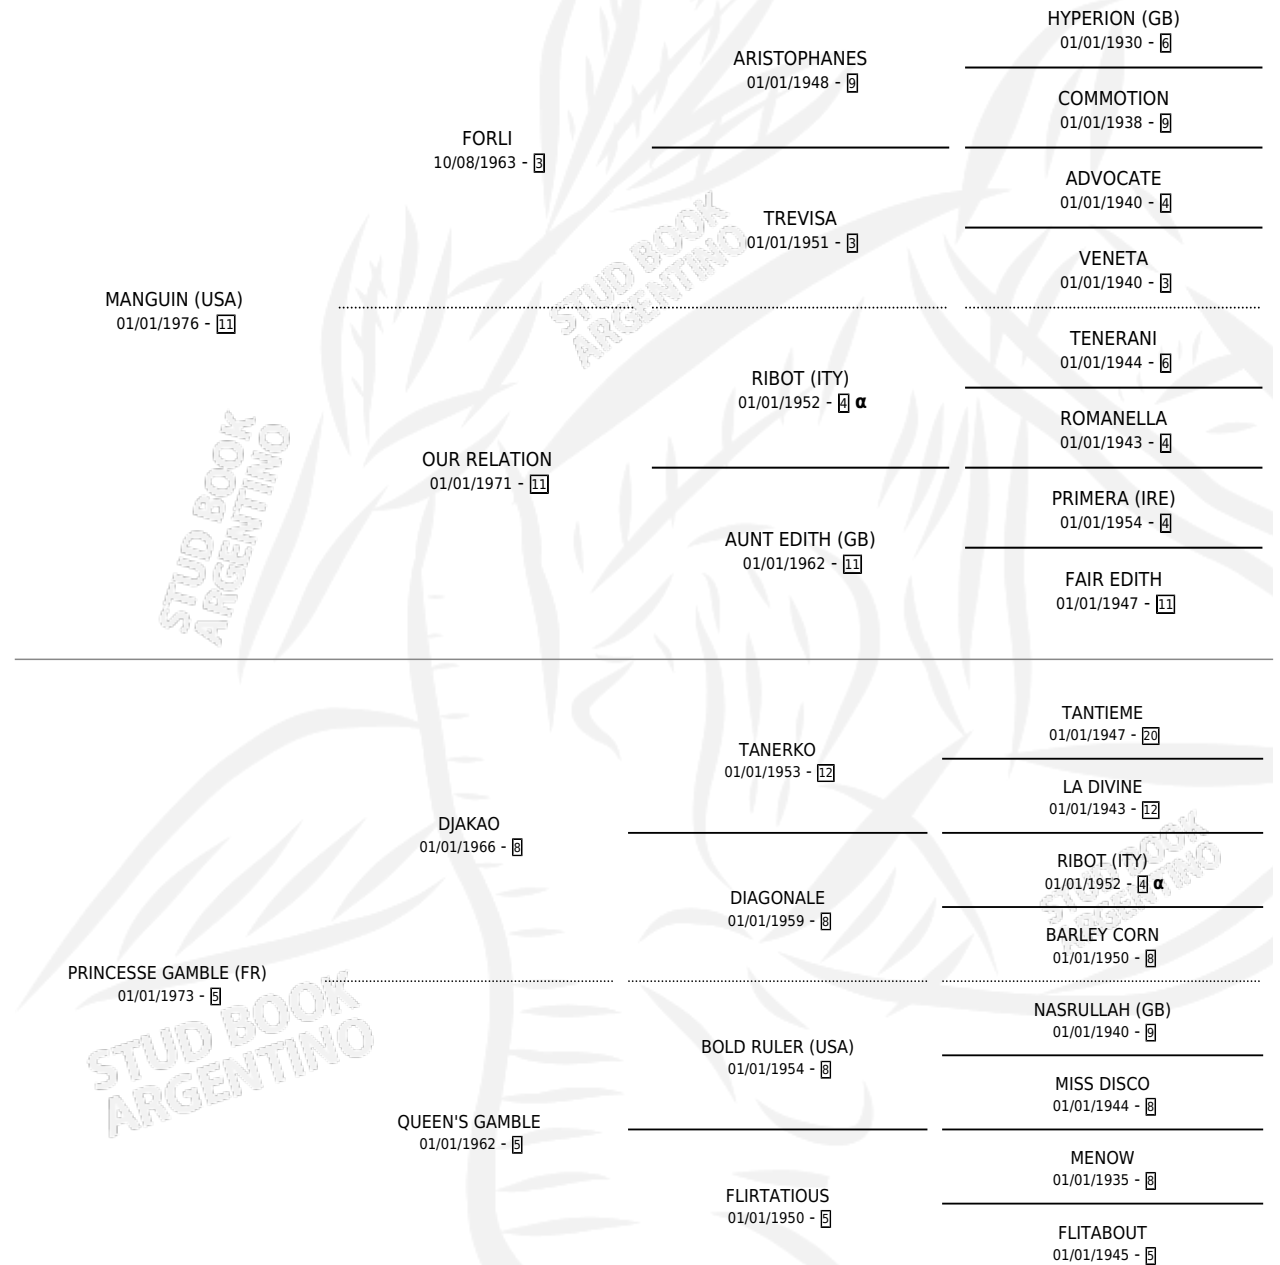 HYPERION (GB)
01/01/1930 - 6
ARISTOPHANES
01/01/1948 - 9
COMMOTION
01/01/1938 - 9
FORLI
10/08/1963 - 3
ADVOCATE
01/01/1940 - 4
TREVISA
01/01/1951 - 3
VENETA
01/01/1940 - 3
MANGUIN (USA)
01/01/1976 - 11
TENERANI
01/01/1944 - 6
RIBOT (ITY)
01/01/1952 - 4 α
ROMANELLA
01/01/1943 - 4
OUR RELATION
01/01/1971 - 11
PRIMERA (IRE)
01/01/1954 - 4
AUNT EDITH (GB)
01/01/1962 - 11
FAIR EDITH
01/01/1947 - 11
TANTIEME
01/01/1947 - 20
TANERKO
01/01/1953 - 12
LA DIVINE
01/01/1943 - 12
DJAKAO
01/01/1966 - 8
RIBOT (ITY)
01/01/1952 - 4 α
DIAGONALE
01/01/1959 - 8
BARLEY CORN
01/01/1950 - 8
PRINCESSE GAMBLE (FR)
01/01/1973 - 5
NASRULLAH (GB)
01/01/1940 - 9
BOLD RULER (USA)
01/01/1954 - 8
MISS DISCO
01/01/1944 - 8
QUEEN'S GAMBLE
01/01/1962 - 5
MENOW
01/01/1935 - 8
FLIRTATIOUS
01/01/1950 - 5
FLITABOUT
01/01/1945 - 5
STUD BOOK
ARGENTINO
STUD BOOK
ARGENTINO
STUD BOOK
ARGENTINO
STUD BOOK
ARGENTINO